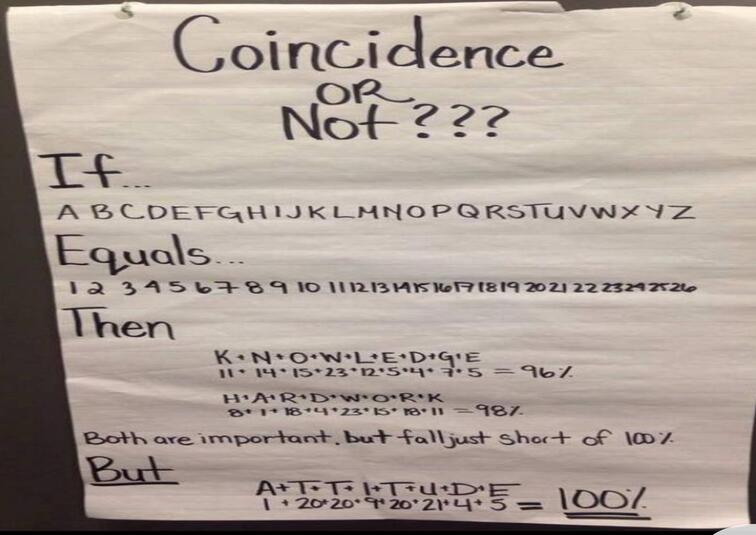 Coincidence
OR
Not???
If...
A B C D E F G H I J K L M N O P Q R S T U V W X Y Z
Equals...
1 2 3 4 5 6 7 8 9 10 11 12 13 14 15 16 17 18 19 20 21 22 23 24 25 26
Then
K+N+O+W+L+E+D+G+E
11+14+15+23+12+5+4+7+5 = 96%
H+A+R+D+W+O+R+K
8+1+18+4+23+15+18+11 = 98%
Both are important, but fall just short of 100%
But
A+T+T+I+T+U+D+E
1+20+20+9+20+21+4+5 = 100%